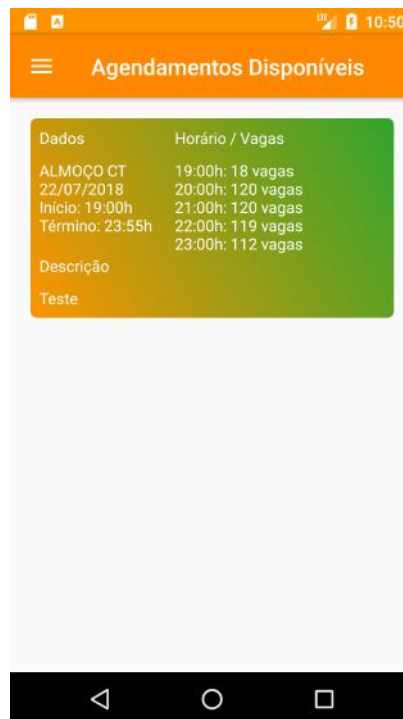 LTE 10:50
Agendamentos Disponíveis
Dados
ALMOÇO CT
22/07/2018
Início: 19:00h
Término: 23:55h
Horário / Vagas
19:00h: 18 vagas
20:00h: 120 vagas
21:00h: 120 vagas
22:00h: 119 vagas
23:00h: 112 vagas
Descrição
Teste